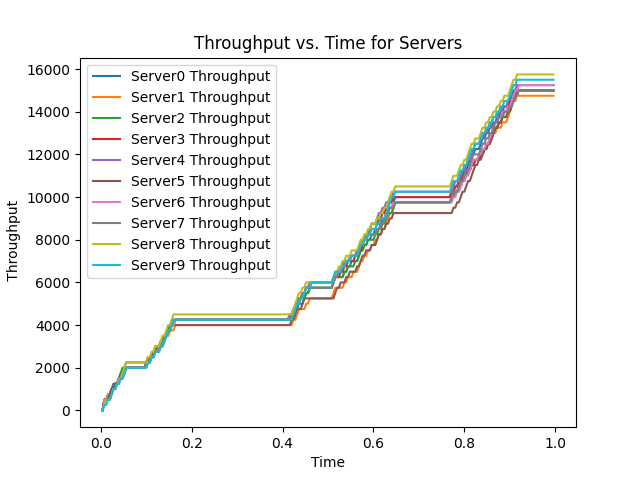 Throughput vs. Time for Servers
16000
14000
12000
10000
8000
6000
4000
2000
0
Throughput
Server0 Throughput
Server1 Throughput
Server2 Throughput
Server3 Throughput
Server4 Throughput
Server5 Throughput
Server6 Throughput
Server7 Throughput
Server8 Throughput
Server9 Throughput
0.0 0.2 0.4 0.6 0.8 1.0
Time